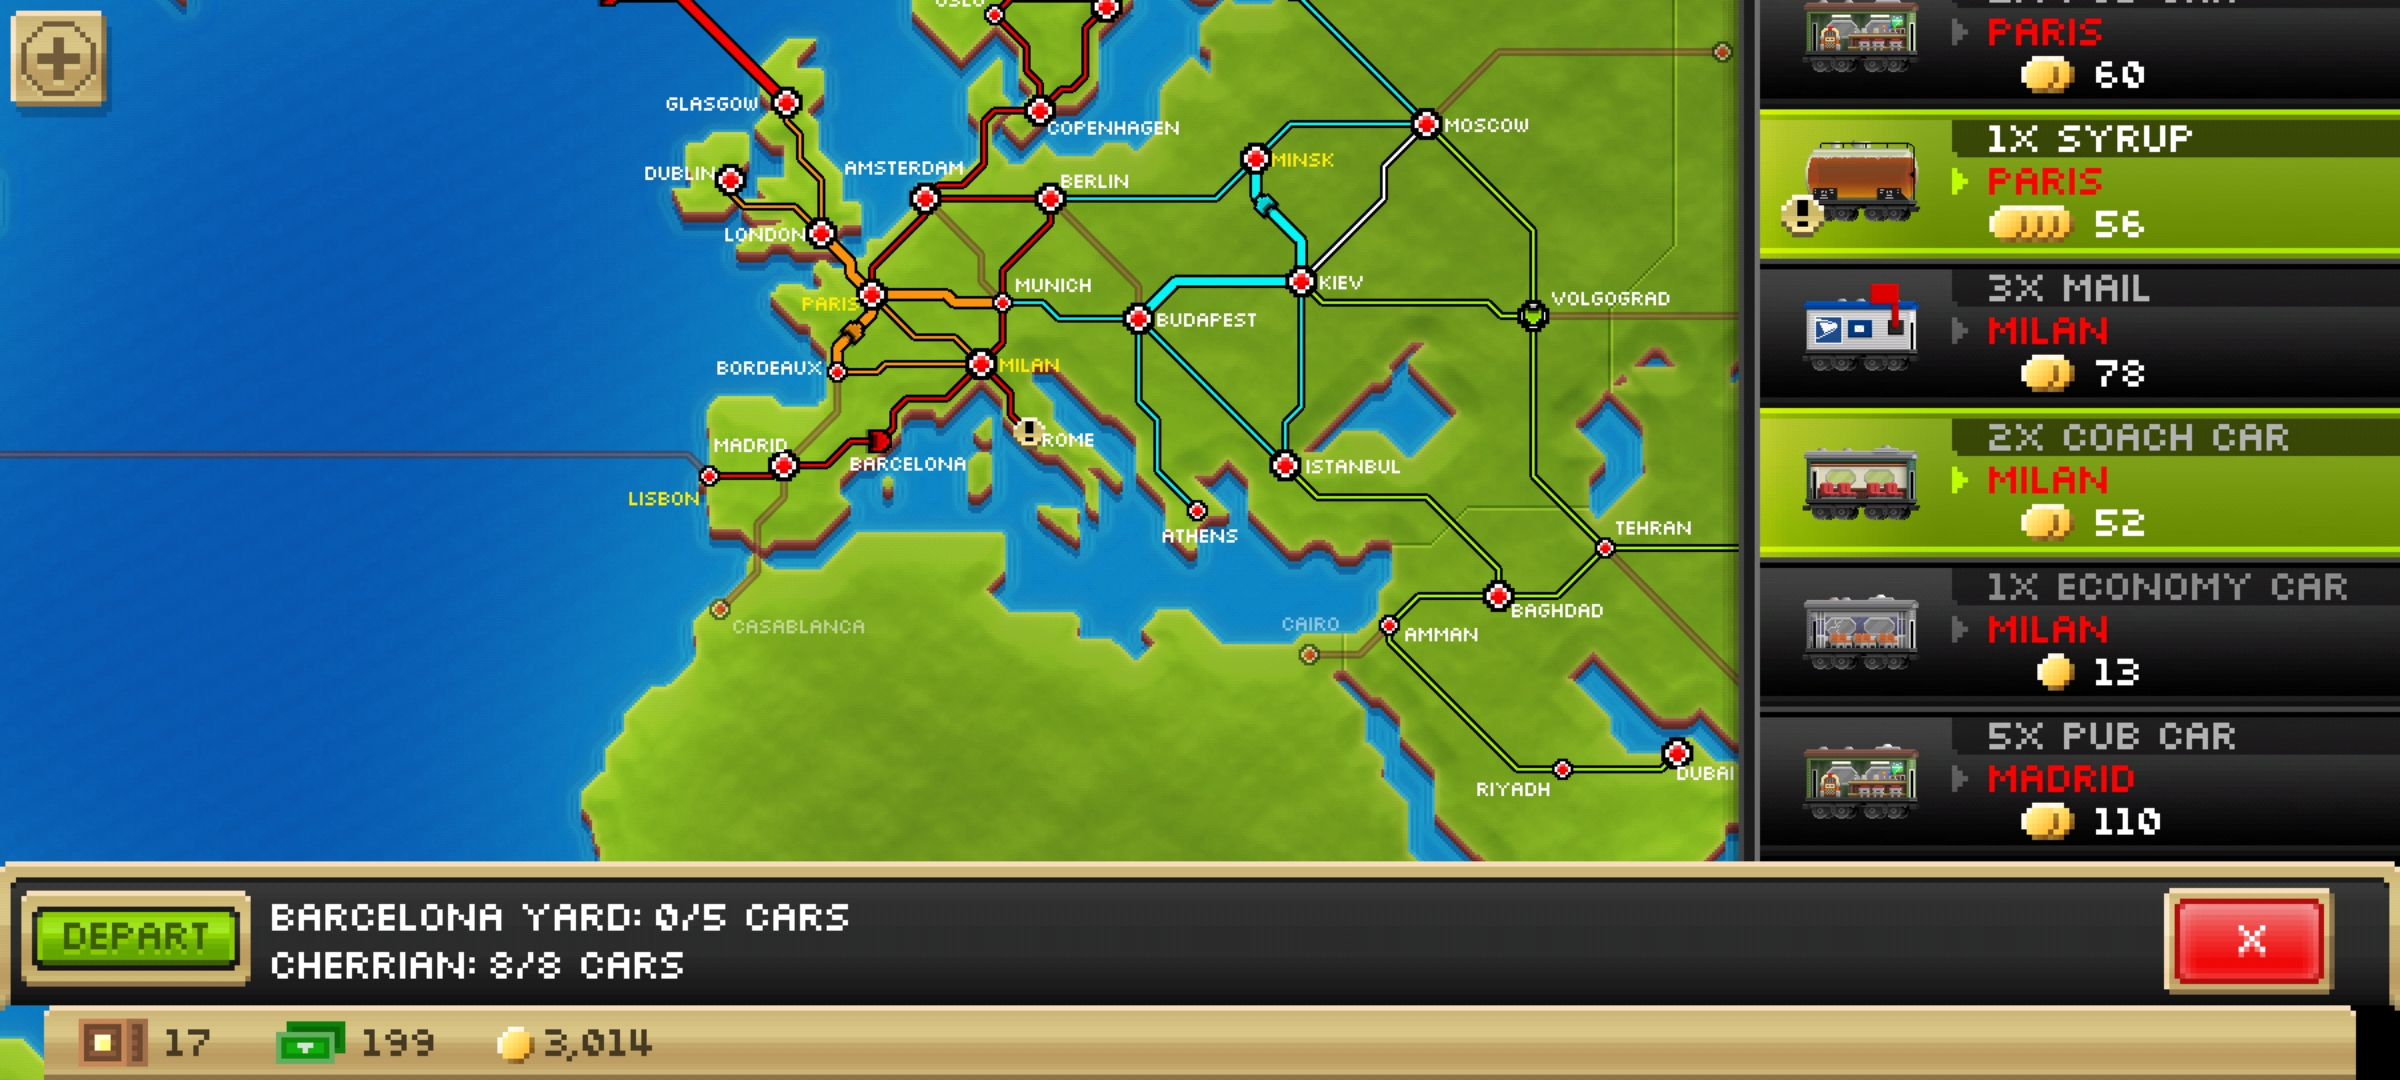 OSLO
GLASGOW
COPENHAGEN
MOSCOW
DUBLIN
AMSTERDAM
BERLIN
MINSK
LONDON
PARIS
MUNICH
KIEV
VOLGOGRAD
BUDAPEST
BORDEAUX
MILAN
MADRID
BARCELONA
ROME
ISTANBUL
LISBON
ATHENS
TEHRAN
CASABLANCA
CAIRO
AMMAN
BAGHDAD
RIYADH
DUBAI
PARIS
60
1X SYRUP
PARIS
56
3X MAIL
MILAN
78
2X COACH CAR
MILAN
52
1X ECONOMY CAR
MILAN
13
5X PUB CAR
MADRID
110
DEPART
BARCELONA YARD: 0/5 CARS
CHERRIAN: 8/8 CARS
X
17
199
3,014